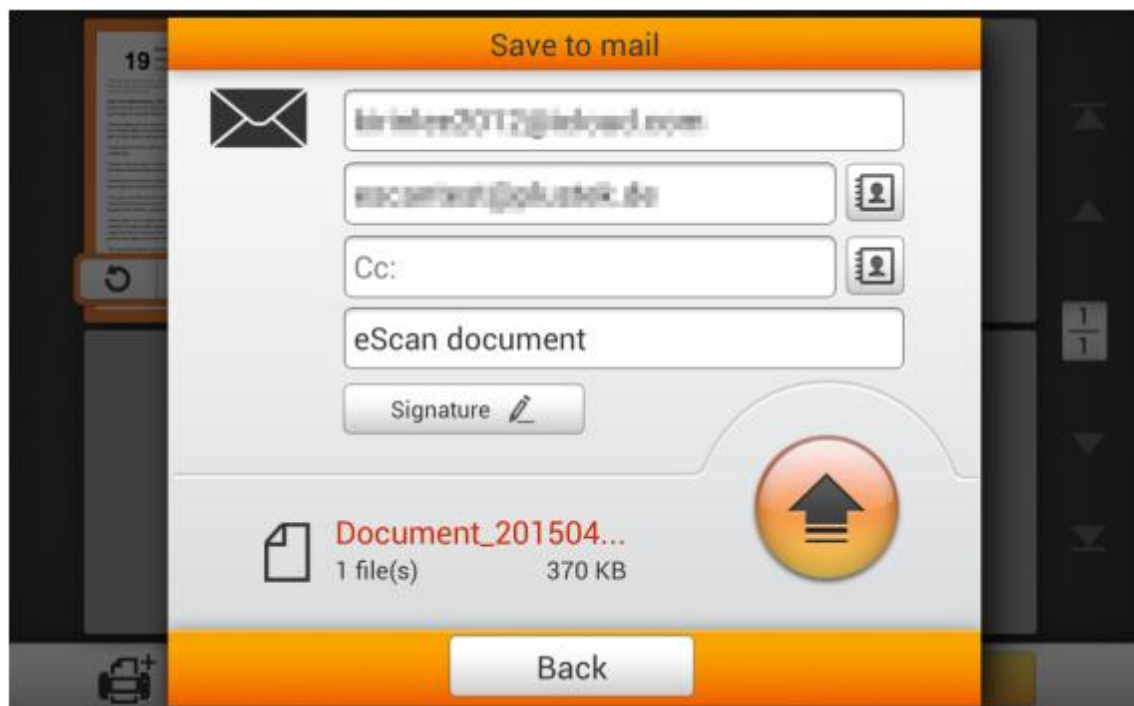 Save to mail
19
Cc:
eScan document
Signature
1
1
Document_201504...
1 file(s) 370 KB
Back